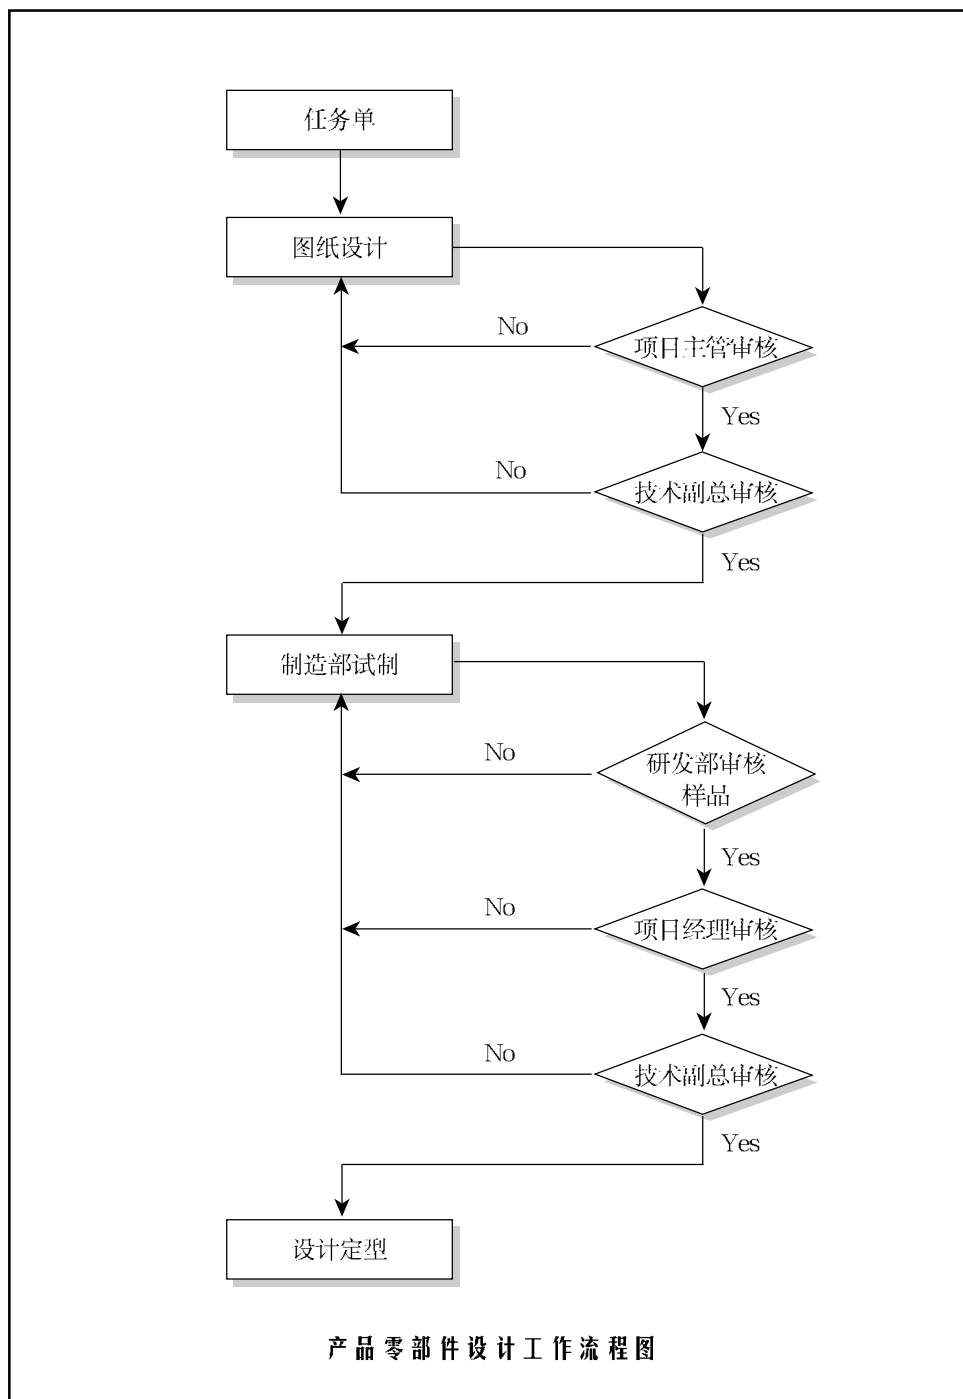 任务单
图纸设计
No
项目主管审核
Yes
No
技术副总审核
Yes
制造部试制
No
研发部审核
样品
Yes
No
项目经理审核
Yes
No
技术副总审核
Yes
设计定型
产品零部件设计工作流程图